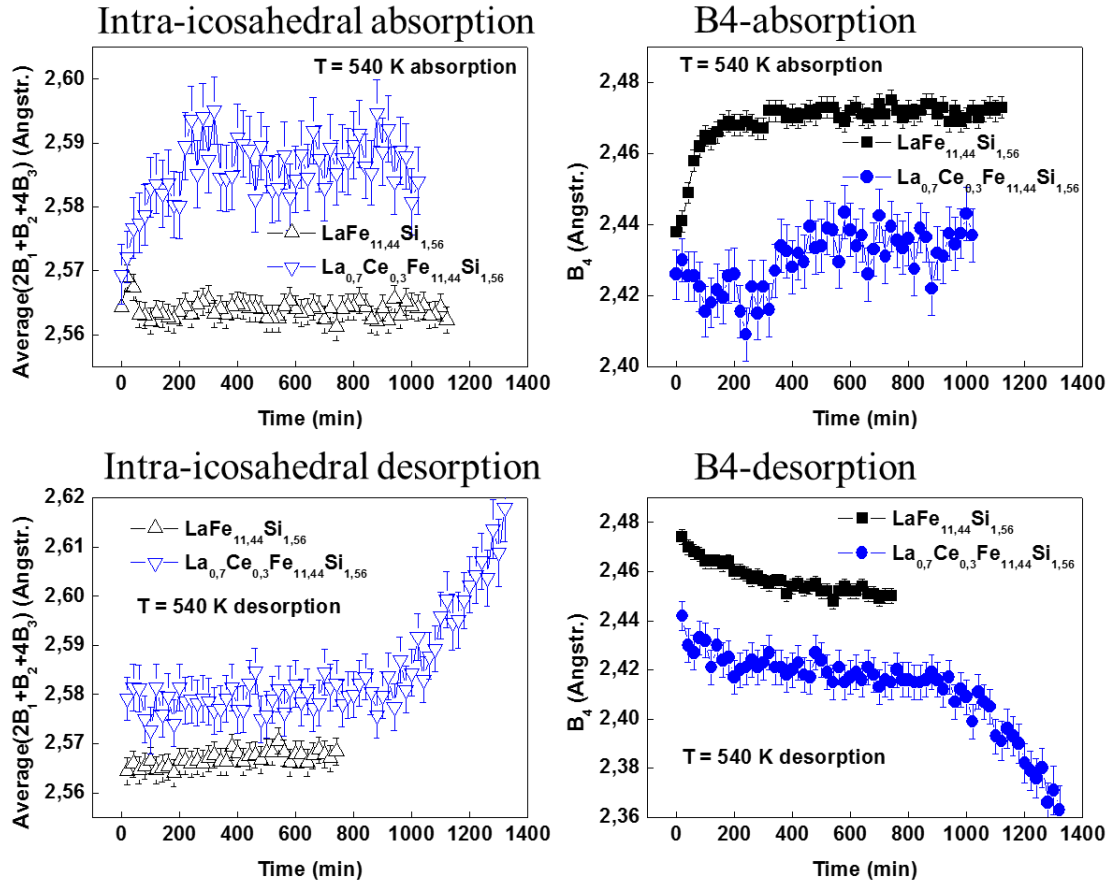 Intra-icosahedral absorption
Average(2B1+B2+4B3) (Angstr.)
2,60
2,59
2,58
2,57
2,56
T = 540 K absorption
LaFe11,44Si1,56
La0,7Ce0,3Fe11,44Si1,56
0 200 400 600 800 1000 1200 1400
Time (min)
B4-absorption
B4 (Angstr.)
2,48
2,46
2,44
2,42
2,40
T = 540 K absorption
LaFe11,44Si1,56
La0,7Ce0,3Fe11,44Si1,56
0 200 400 600 800 1000 1200 1400
Time (min)
Intra-icosahedral desorption
Average(2B1+B2+4B3) (Angstr.)
2,62
2,61
2,60
2,59
2,58
2,57
2,56
LaFe11,44Si1,56
La0,7Ce0,3Fe11,44Si1,56
T = 540 K desorption
0 200 400 600 800 1000 1200 1400
Time (min)
B4-desorption
B4 (Angstr.)
2,48
2,46
2,44
2,42
2,40
2,38
2,36
LaFe11,44Si1,56
La0,7Ce0,3Fe11,44Si1,56
T = 540 K desorption
0 200 400 600 800 1000 1200 1400
Time (min)